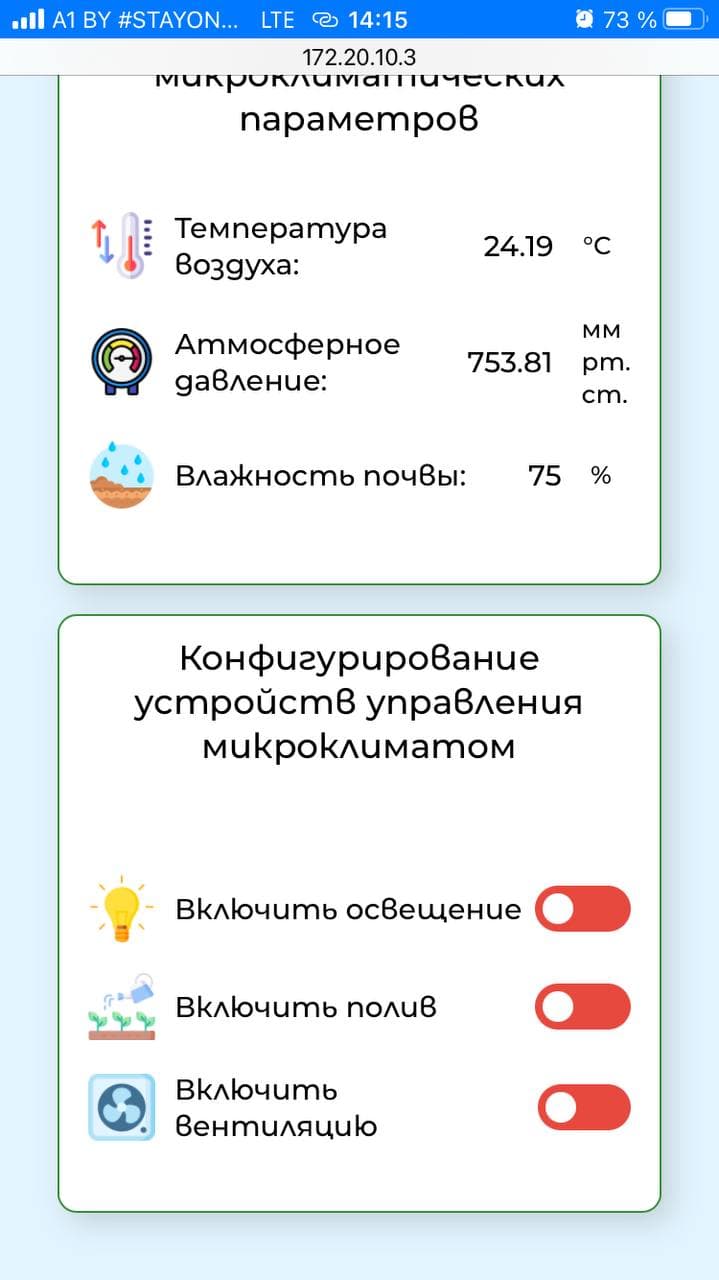 A1 BY #STAYON... LTE 14:15 73 %
172.20.10.3
микроклиматических
параметров
Температура
воздуха:
24.19 °C
Атмосферное
давление:
753.81
мм
рт.
ст.
Влажность почвы: 75 %
Конфигурирование
устройств управления
микроклиматом
Включить освещение
Включить полив
Включить
вентиляцию